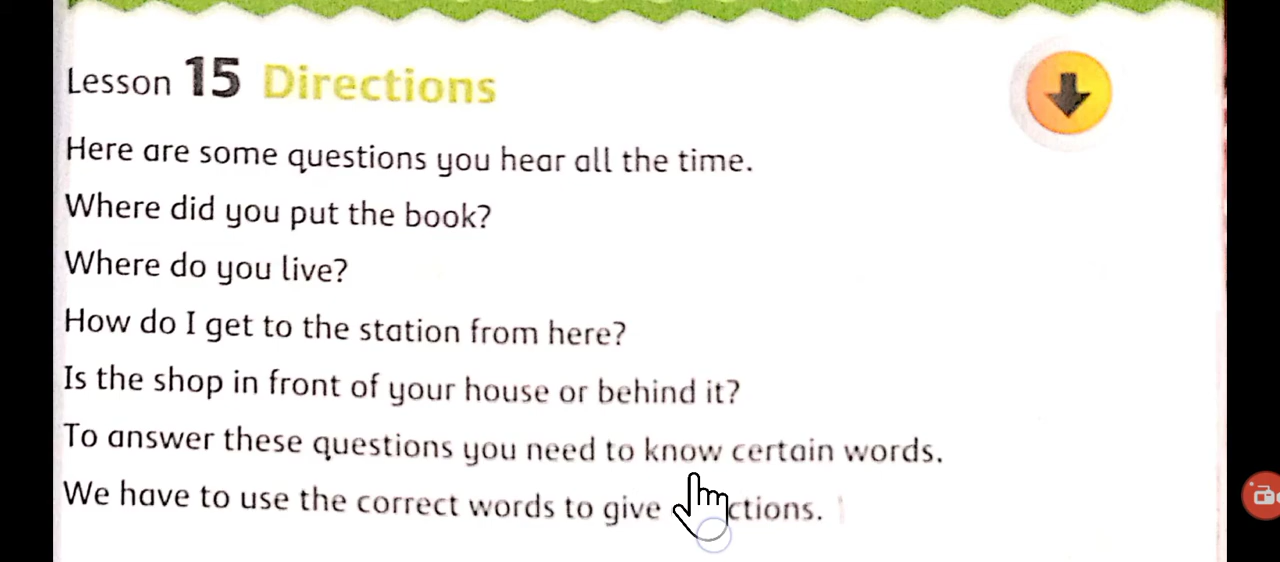 Lesson 15 Directions
Here are some questions you hear all the time.
Where did you put the book?
Where do you live?
How do I get to the station from here?
Is the shop in front of your house or behind it?
To answer these questions you need to know certain words.
We have to use the correct words to give